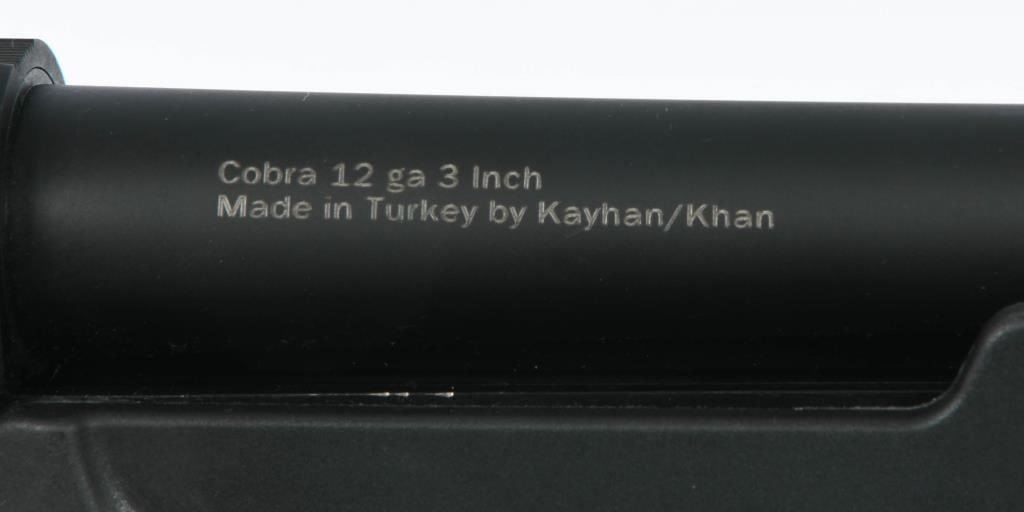 Cobra 12 ga 3 Inch
Made in Turkey by Kayhan/Khan